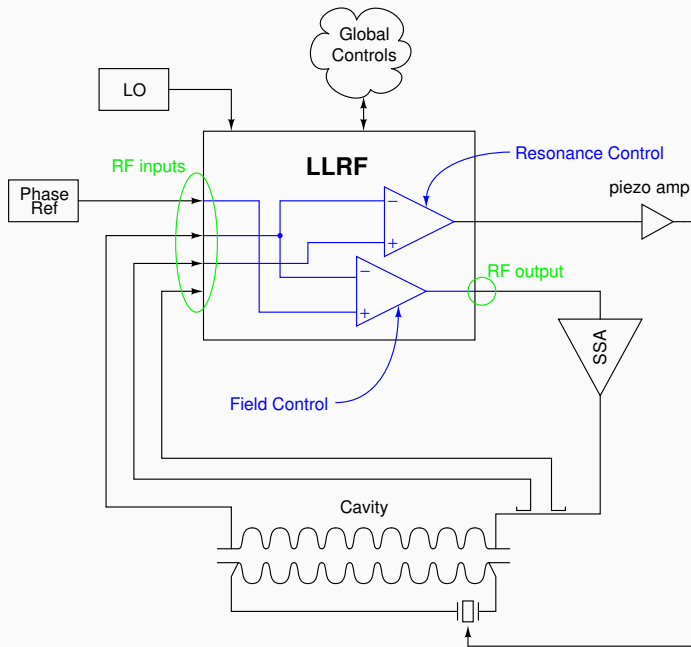 Global
Controls
LO
RF inputs
LLRF
Resonance Control
Phase
Ref
piezo amp
−
+
RF output
−
+
SSA
Field Control
Cavity